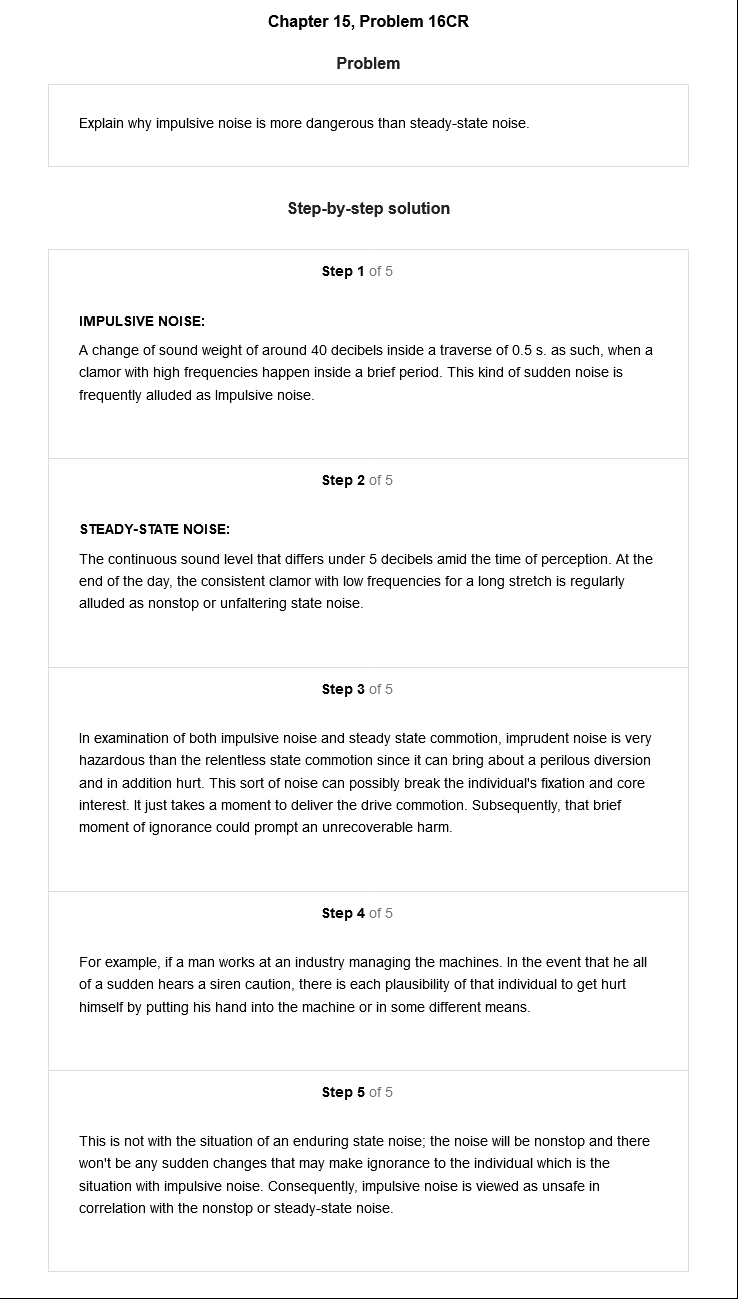 Chapter 15, Problem 16CR
Problem
Explain why impulsive noise is more dangerous than steady-state noise.
Step-by-step solution
Step 1 of 5
IMPULSIVE NOISE:
A change of sound weight of around 40 decibels inside a traverse of 0.5 s. as such, when a
clamor with high frequencies happen inside a brief period. This kind of sudden noise is
frequently alluded as Impulsive noise.
Step 2 of 5
STEADY-STATE NOISE:
The continuous sound level that differs under 5 decibels amid the time of perception. At the
end of the day, the consistent clamor with low frequencies for a long stretch is regularly
alluded as nonstop or unfaltering state noise.
Step 3 of 5
In examination of both impulsive noise and steady state commotion, imprudent noise is very
hazardous than the relentless state commotion since it can bring about a perilous diversion
and in addition hurt. This sort of noise can possibly break the individual's fixation and core
interest. It just takes a moment to deliver the drive commotion. Subsequently, that brief
moment of ignorance could prompt an unrecoverable harm.
Step 4 of 5
For example, if a man works at an industry managing the machines. In the event that he all
of a sudden hears a siren caution, there is each plausibility of that individual to get hurt
himself by putting his hand into the machine or in some different means.
Step 5 of 5
This is not with the situation of an enduring state noise; the noise will be nonstop and there
won't be any sudden changes that may make ignorance to the individual which is the
situation with impulsive noise. Consequently, impulsive noise is viewed as unsafe in
correlation with the nonstop or steady-state noise.